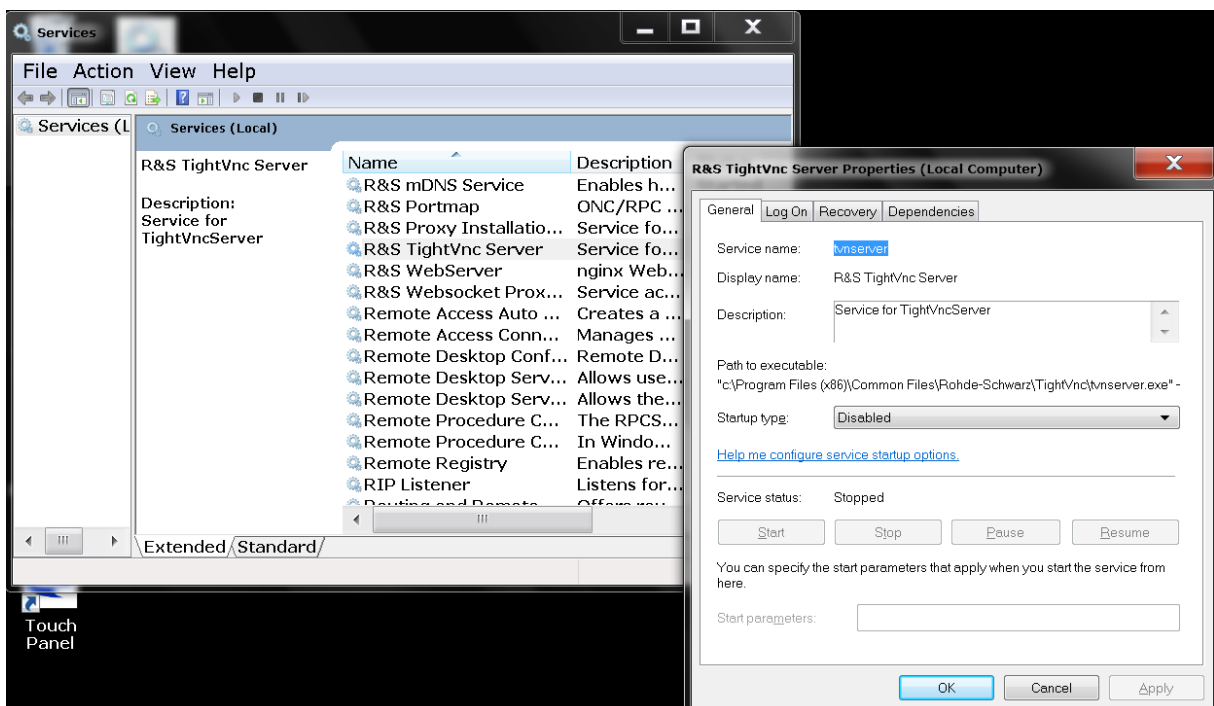 Services
File Action View Help
Services (L
Services (Local)
R&S TightVnc Server
Description:
Service for
TightVncServer
Name Description
R&S mDNS Service Enables h...
R&S Portmap ONC/RPC ...
R&S Proxy Installatio... Service fo...
R&S TightVnc Server Service fo...
R&S WebServer nginx Web...
R&S Websocket Prox... Service ac...
Remote Access Auto ... Creates a ...
Remote Access Conn... Manages ...
Remote Desktop Conf... Remote D...
Remote Desktop Serv... Allows use...
Remote Desktop Serv... Allows the...
Remote Procedure C... The RPCS...
Remote Procedure C... In Windo...
Remote Registry Enables re...
RIP Listener Listens for...
Routing and Remote
Extended Standard
Touch
Panel
R&S TightVnc Server Properties (Local Computer)
General Log On Recovery Dependencies
Service name: tvnserver
Display name: R&S TightVnc Server
Description: Service for TightVncServer
Path to executable:
"c:\Program Files (x86)\Common Files\Rohde-Schwarz\TightVnc\tvnserver.exe" -
Startup type: Disabled
Help me configure service startup options.
Service status: Stopped
Start Stop Pause Resume
You can specify the start parameters that apply when you start the service from
here.
Start parameters:
OK Cancel Apply